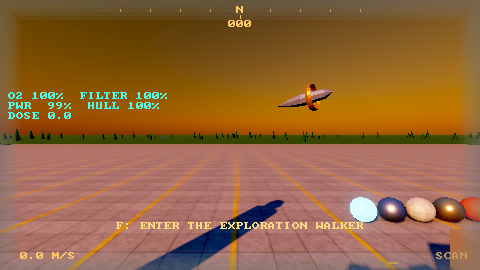 N
000
O2 100% FILTER 100%
PWR 99% HULL 100%
DOSE 0.0
F: ENTER THE EXPLORATION WALKER
0.0 M/S
SCAN